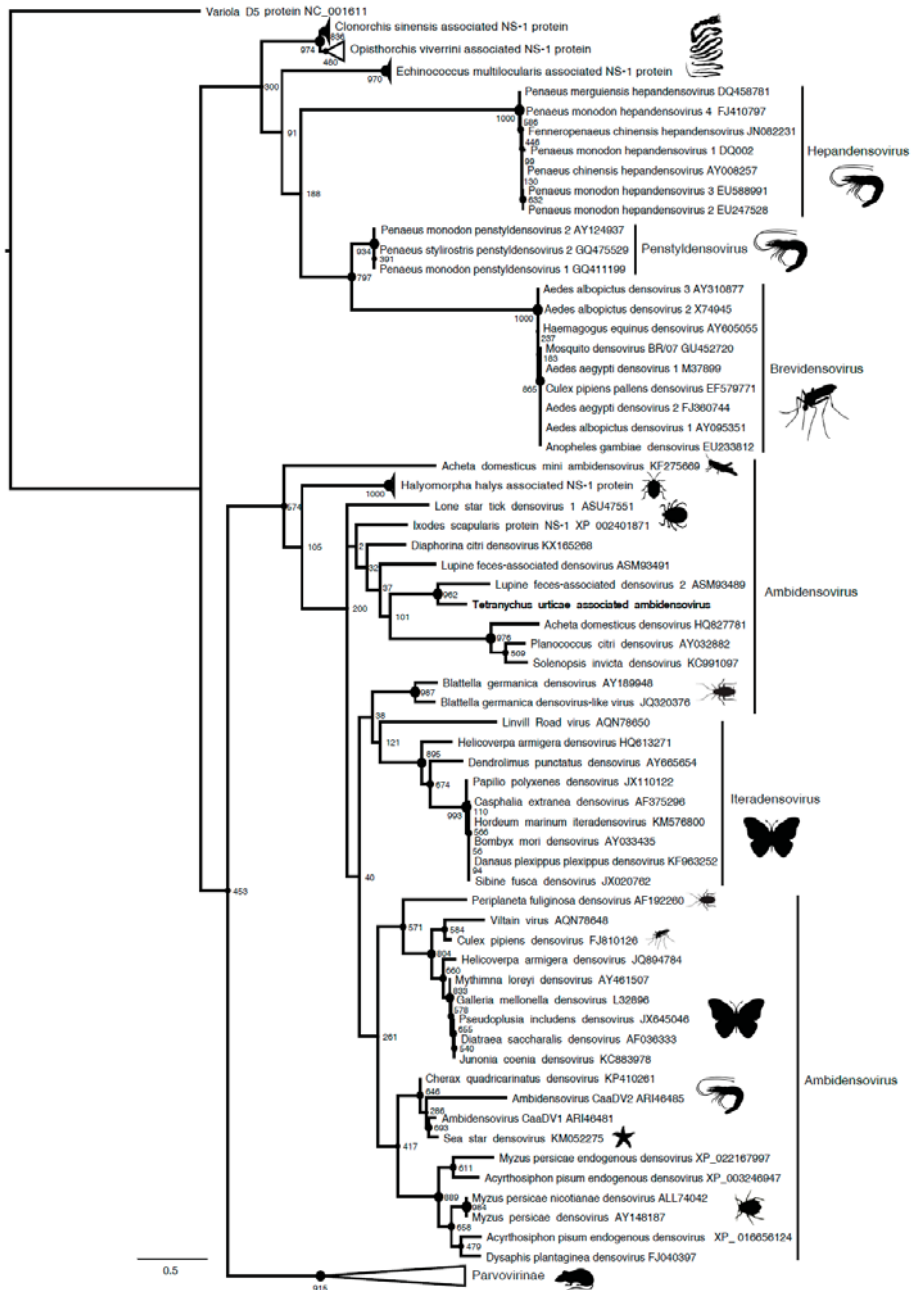 Variola D5 protein NC_001611
Clonorchis sinensis associated NS-1 protein
836
974
Opisthorchis viverrini associated NS-1 protein
460
Echinococcus multilocularis associated NS-1 protein
970
300
Penaeus merguiensis hepandensovirus DQ458781
Penaeus monodon hepandensovirus 4 FJ410797
1000
586
Fenneropenaeus chinensis hepandensovirus JN082231
446
91
Penaeus monodon hepandensovirus 1 DQ002
Hepandensovirus
99
Penaeus chinensis hepandensovirus AY008257
130
Penaeus monodon hepandensovirus 3 EU588991
188
632
Penaeus monodon hepandensovirus 2 EU247528
Penaeus monodon penstyldensovirus 2 AY124937
Penaeus stylirostris penstyldensovirus 2 GQ475529
Penstyldensovirus
934
391
Penaeus monodon penstyldensovirus 1 GQ411199
797
Aedes albopictus densovirus 3 AY310877
Aedes albopictus densovirus 2 X74945
1000
Haemagogus equinus densovirus AY605055
237
Mosquito densovirus BR/07 GU452720
183
Aedes aegypti densovirus 1 M37899
Brevidensovirus
865
Culex pipiens pallens densovirus EF579771
Aedes aegypti densovirus 2 FJ360744
Aedes albopictus densovirus 1 AY095351
Anopheles gambiae densovirus EU233812
Acheta domesticus mini ambidensovirus KF275669
Halyomorpha halys associated NS-1 protein
1000
574
Lone star tick densovirus 1 ASU47551
Ixodes scapularis protein NS-1 XP_002401871
105
2
Diaphorina citri densovirus KX165268
32
Lupine feces-associated densovirus ASM93491
37
Lupine feces-associated densovirus 2 ASM93489
Ambidensovirus
962
200
Tetranychus urticae associated ambidensovirus
101
Acheta domesticus densovirus HQ827781
976
Planococcus citri densovirus AY032882
509
Solenopsis invicta densovirus KC991097
Blattella germanica densovirus AY189948
987
Blattella germanica densovirus-like virus JQ320376
38
Linvill Road virus AQN78650
121
Helicoverpa armigera densovirus HQ613271
895
Dendrolimus punctatus densovirus AY665654
674
Papilio polyxenes densovirus JX110122
Iteradensovirus
Casphalia extranea densovirus AF375296
993
110
Hordeum marinum iteradensovirus KM576800
566
Bombyx mori densovirus AY033435
56
Danaus plexippus plexippus densovirus KF963252
94
40
Sibine fusca densovirus JX020762
453
Periplaneta fuliginosa densovirus AF192260
Viltain virus AQN78648
571
584
Culex pipiens densovirus FJ810126
804
Helicoverpa armigera densovirus JQ894784
660
Mythimna loreyi densovirus AY461507
833
Galleria mellonella densovirus L32896
578
Pseudoplusia includens densovirus JX645046
655
261
Diatraea saccharalis densovirus AF036333
540
Junonia coenia densovirus KC883978
Cherax quadricarinatus densovirus KP410261
Ambidensovirus
646
Ambidensovirus CaaDV2 ARI46485
286
Ambidensovirus CaaDV1 ARI46481
693
Sea star densovirus KM052275
417
Myzus persicae endogenous densovirus XP_022167997
611
Acyrthosiphon pisum endogenous densovirus XP_003246947
889
Myzus persicae nicotianae densovirus ALL74042
984
Myzus persicae densovirus AY148187
658
Acyrthosiphon pisum endogenous densovirus XP_016656124
479
Dysaphis plantaginea densovirus FJ040397
0.5
Parvovirinae
915